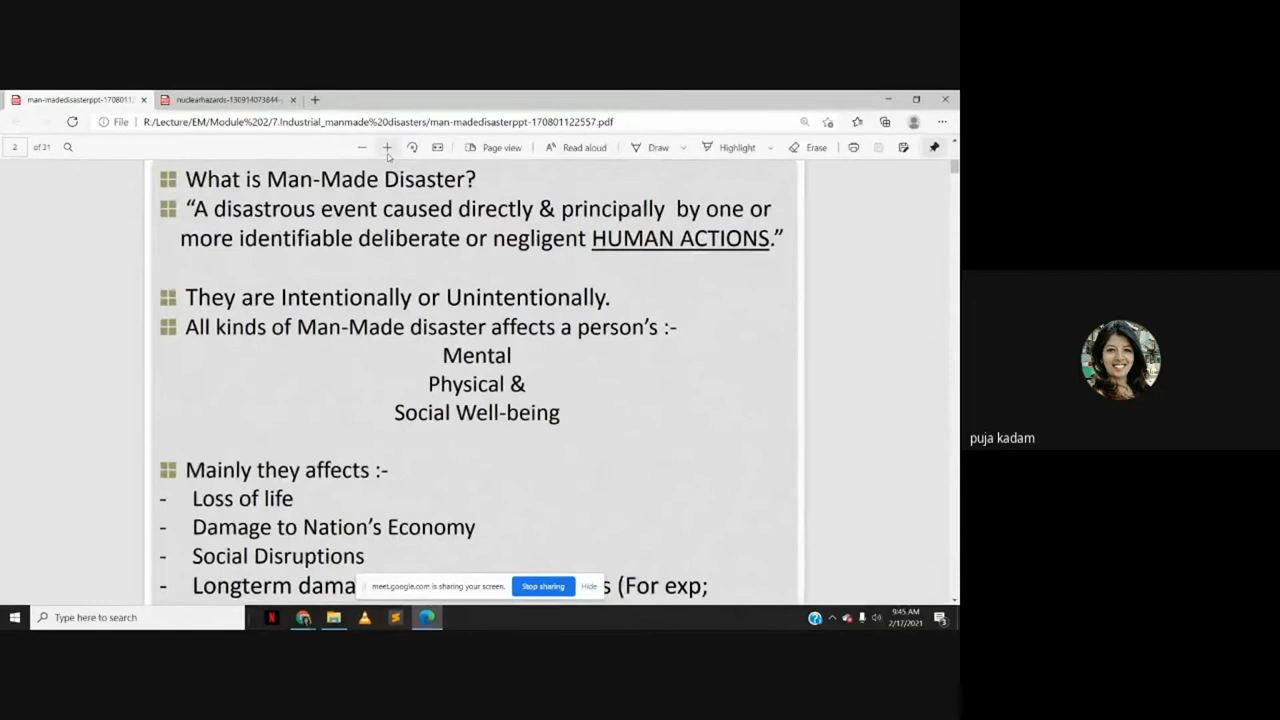 man-madedisasterppt-1708011
nuclearhazards-130914073844-
File
R:/Lecture/EM/Module%202/7.Industrial_manmade%20disasters/man-madedisasterppt-170801122557.pdf
2 of 31
Page view
Read aloud
Draw
Highlight
Erase
What is Man-Made Disaster?
“A disastrous event caused directly & principally by one or
more identifiable deliberate or negligent HUMAN ACTIONS.”
They are Intentionally or Unintentionally.
All kinds of Man-Made disaster affects a person’s :-
Mental
Physical &
Social Well-being
Mainly they affects :-
- Loss of life
- Damage to Nation’s Economy
- Social Disruptions
- Longterm dama
s (For exp;
meet.google.com is sharing your screen.
Stop sharing
Hide
puja kadam
Type here to search
9:45 AM
2/17/2021